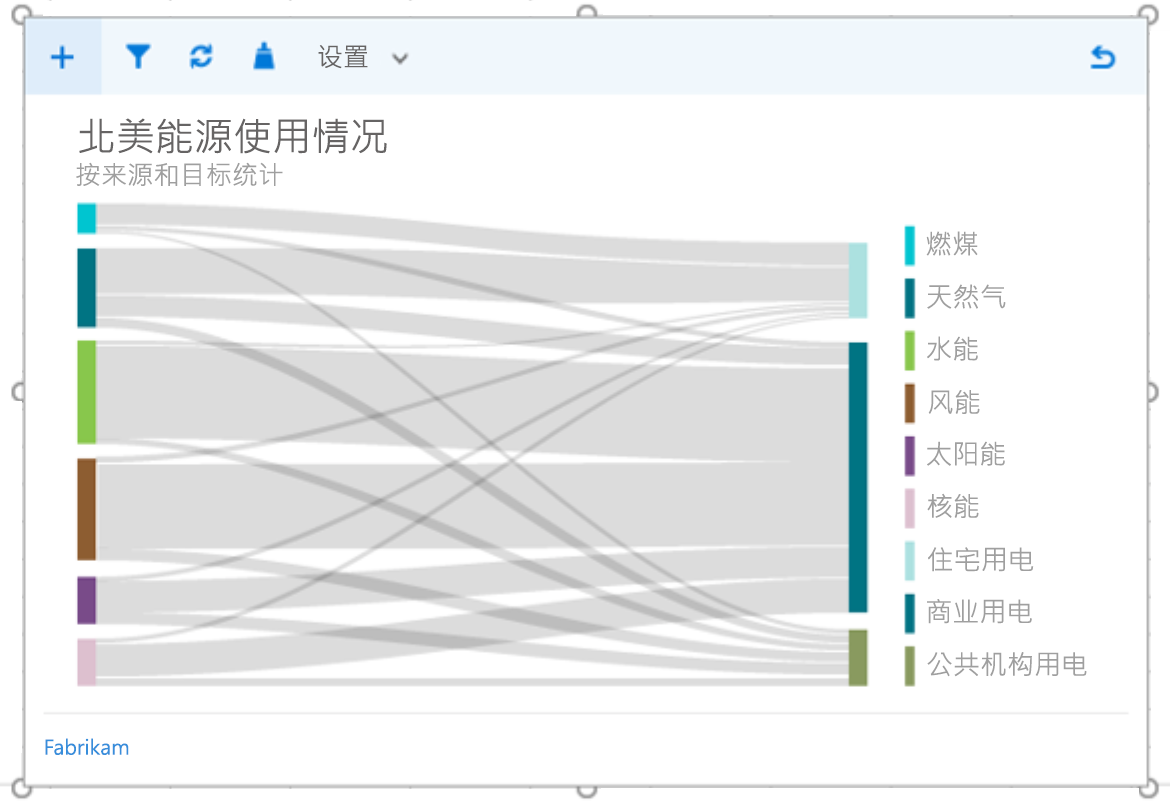 设置
北美能源使用情况
按来源和目标统计
燃煤
天然气
水能
风能
太阳能
核能
住宅用电
商业用电
公共机构用电
Fabrikam